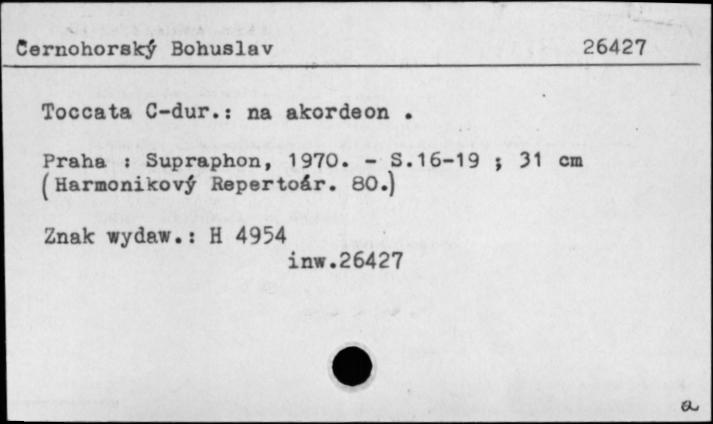 Černohorský Bohuslav 26427
Toccata C-dur.: na akordeon .
Praha : Supraphon, 1970. - S.16-19 ; 31 cm
(Harmonikový Repertoár. 80.)
Znak wydaw.: H 4954
inw.26427
a